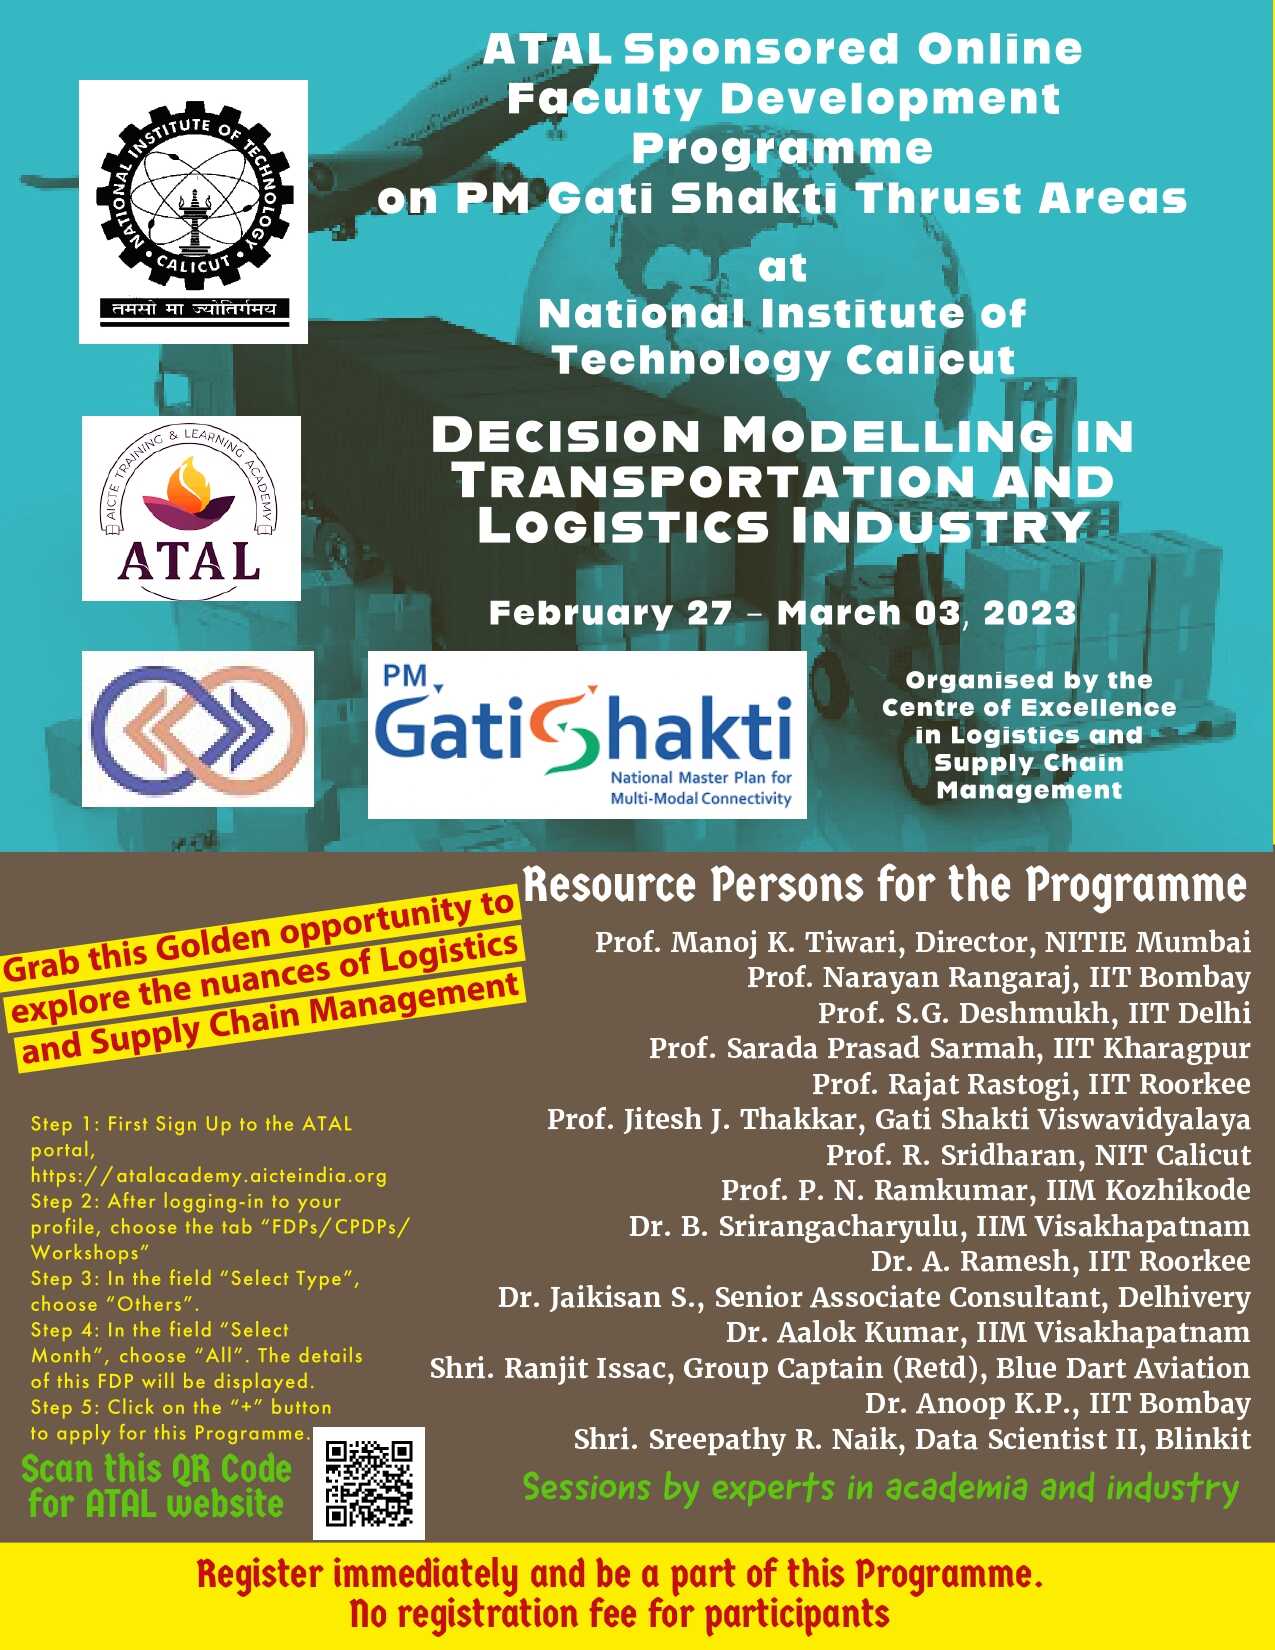 ATAL Sponsored Online
Faculty Development
Programme
on PM Gati Shakti Thrust Areas
at
National Institute of
Technology Calicut
NATIONAL INSTITUTE OF TECHNOLOGY
• CALICUT •
तमसो मा ज्योतिर्गमय
DECISION MODELLING IN
TRANSPORTATION AND
LOGISTICS INDUSTRY
AICTE TRAINING & LEARNING ACADEMY
ATAL
February 27 – March 03, 2023
PM
GatiShakti
National Master Plan for
Multi-Modal Connectivity
Organised by the
Centre of Excellence
in Logistics and
Supply Chain
Management
Grab this Golden opportunity to
explore the nuances of Logistics
and Supply Chain Management
Step 1: First Sign Up to the ATAL
portal,
https://atalacademy.aicteindia.org
Step 2: After logging-in to your
profile, choose the tab “FDPs/CPDPs/
Workshops”
Step 3: In the field “Select Type”,
choose “Others”.
Step 4: In the field “Select
Month”, choose “All”. The details
of this FDP will be displayed.
Step 5: Click on the “+” button
to apply for this Programme.
Scan this QR Code
for ATAL website
Resource Persons for the Programme
Prof. Manoj K. Tiwari, Director, NITIE Mumbai
Prof. Narayan Rangaraj, IIT Bombay
Prof. S.G. Deshmukh, IIT Delhi
Prof. Sarada Prasad Sarmah, IIT Kharagpur
Prof. Rajat Rastogi, IIT Roorkee
Prof. Jitesh J. Thakkar, Gati Shakti Viswavidyalaya
Prof. R. Sridharan, NIT Calicut
Prof. P. N. Ramkumar, IIM Kozhikode
Dr. B. Srirangacharyulu, IIM Visakhapatnam
Dr. A. Ramesh, IIT Roorkee
Dr. Jaikisan S., Senior Associate Consultant, Delhivery
Dr. Aalok Kumar, IIM Visakhapatnam
Shri. Ranjit Issac, Group Captain (Retd), Blue Dart Aviation
Dr. Anoop K.P., IIT Bombay
Shri. Sreepathy R. Naik, Data Scientist II, Blinkit
Sessions by experts in academia and industry
Register immediately and be a part of this Programme.
No registration fee for participants